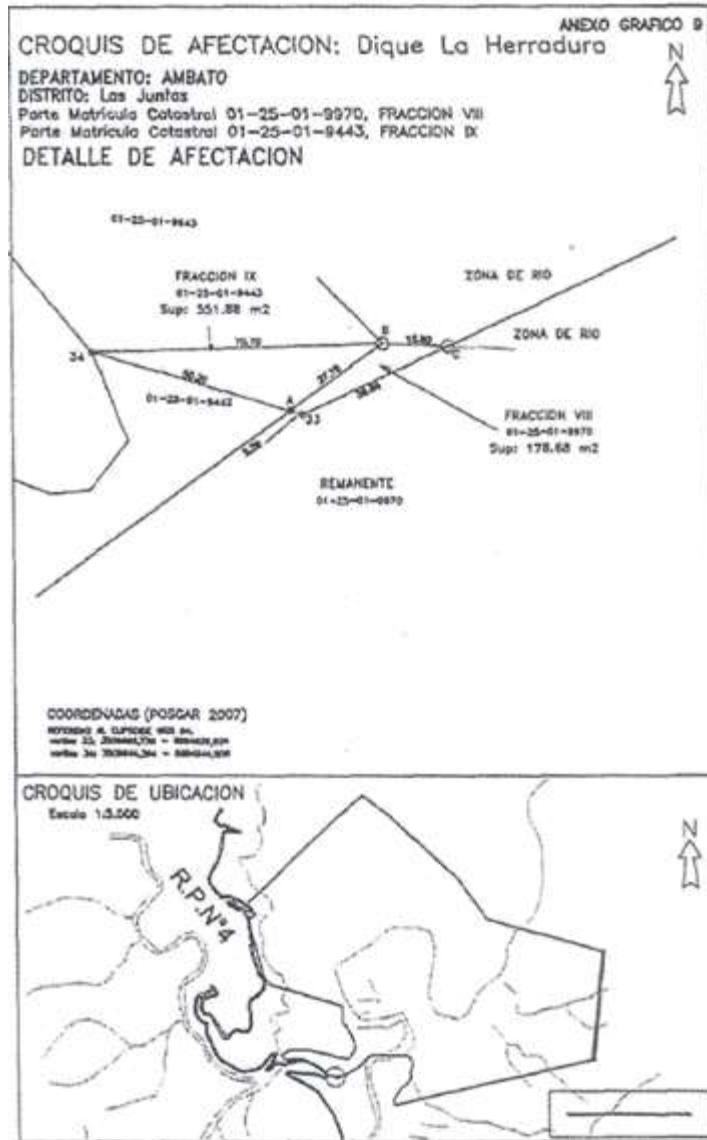 ANEXO GRAFICO 9
CROQUIS DE AFECTACION: Dique La Herradura
N
DEPARTAMENTO: AMBATO
DISTRITO: Las Juntas
Parte Matricula Catastral 01-25-01-9970, FRACCION VIII
Parte Matricula Catastral 01-25-01-9443, FRACCION IX
DETALLE DE AFECTACION
01-25-01-9443
FRACCION IX
01-25-01-9443
Sup: 551.88 m2
ZONA DE RIO
ZONA DE RIO
B
34
A
33
FRACCION VIII
01-25-01-9970
Sup: 178.68 m2
REMANENTE
01-25-01-9970
COORDENADAS (POSGAR 2007)
CROQUIS DE UBICACION
Escala 1:5.000
N
R.P.N°4